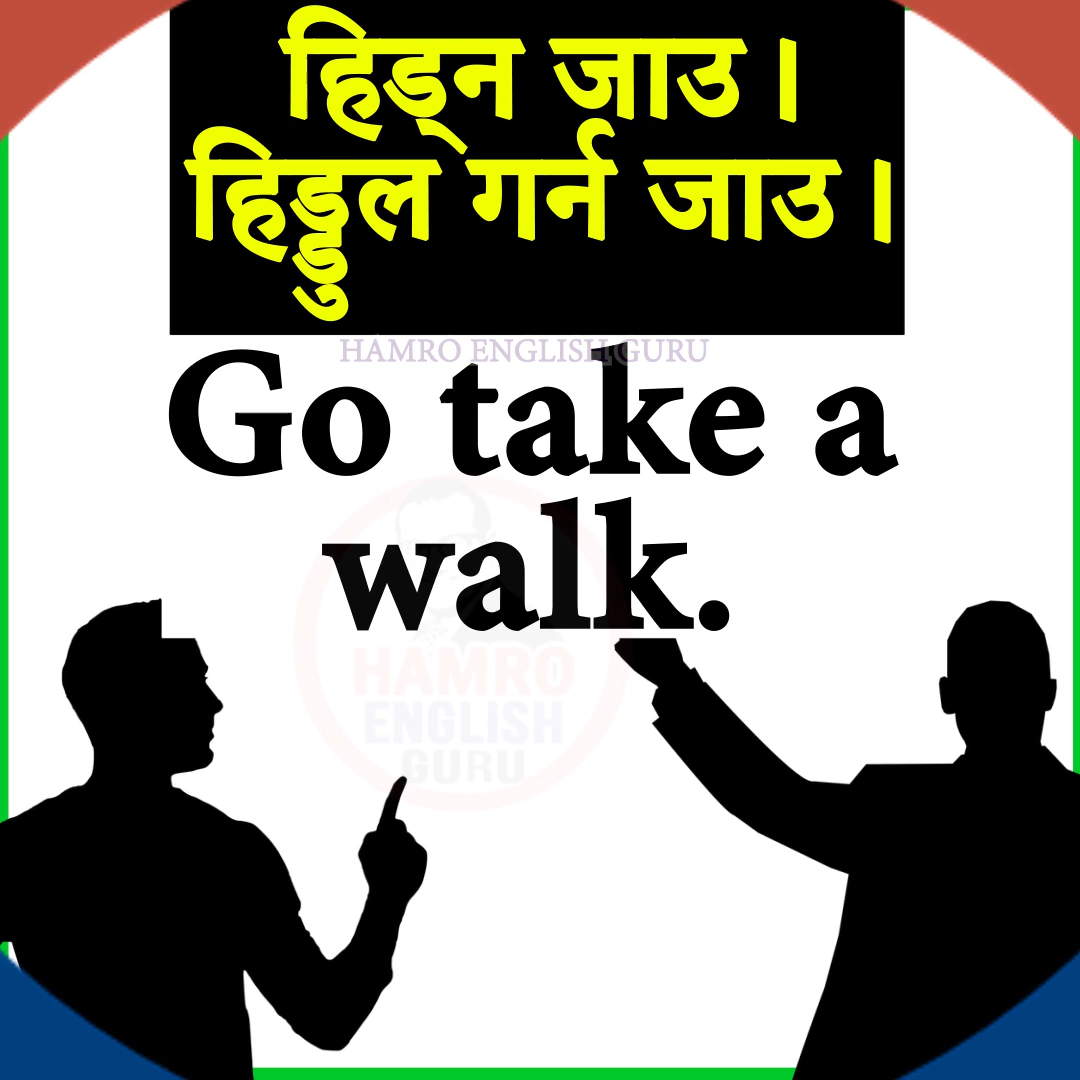 हिड्न जाउ ।
हिड्डुल गर्न जाउ ।
HAMRO ENGLISH GURU
Go take a
walk.
HAMRO
ENGLISH
GURU